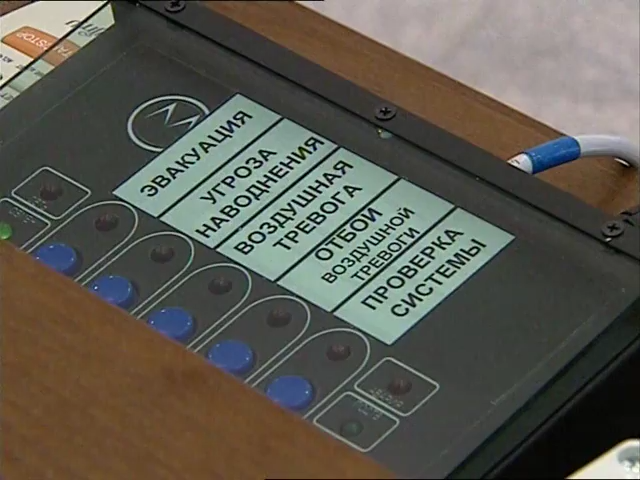 ЭВАКУАЦИЯ
УГРОЗА
НАВОДНЕНИЯ
ВОЗДУШНАЯ
ТРЕВОГА
ОТБОЙ
ВОЗДУШНОЙ
ТРЕВОГИ
ПРОВЕРКА
СИСТЕМЫ